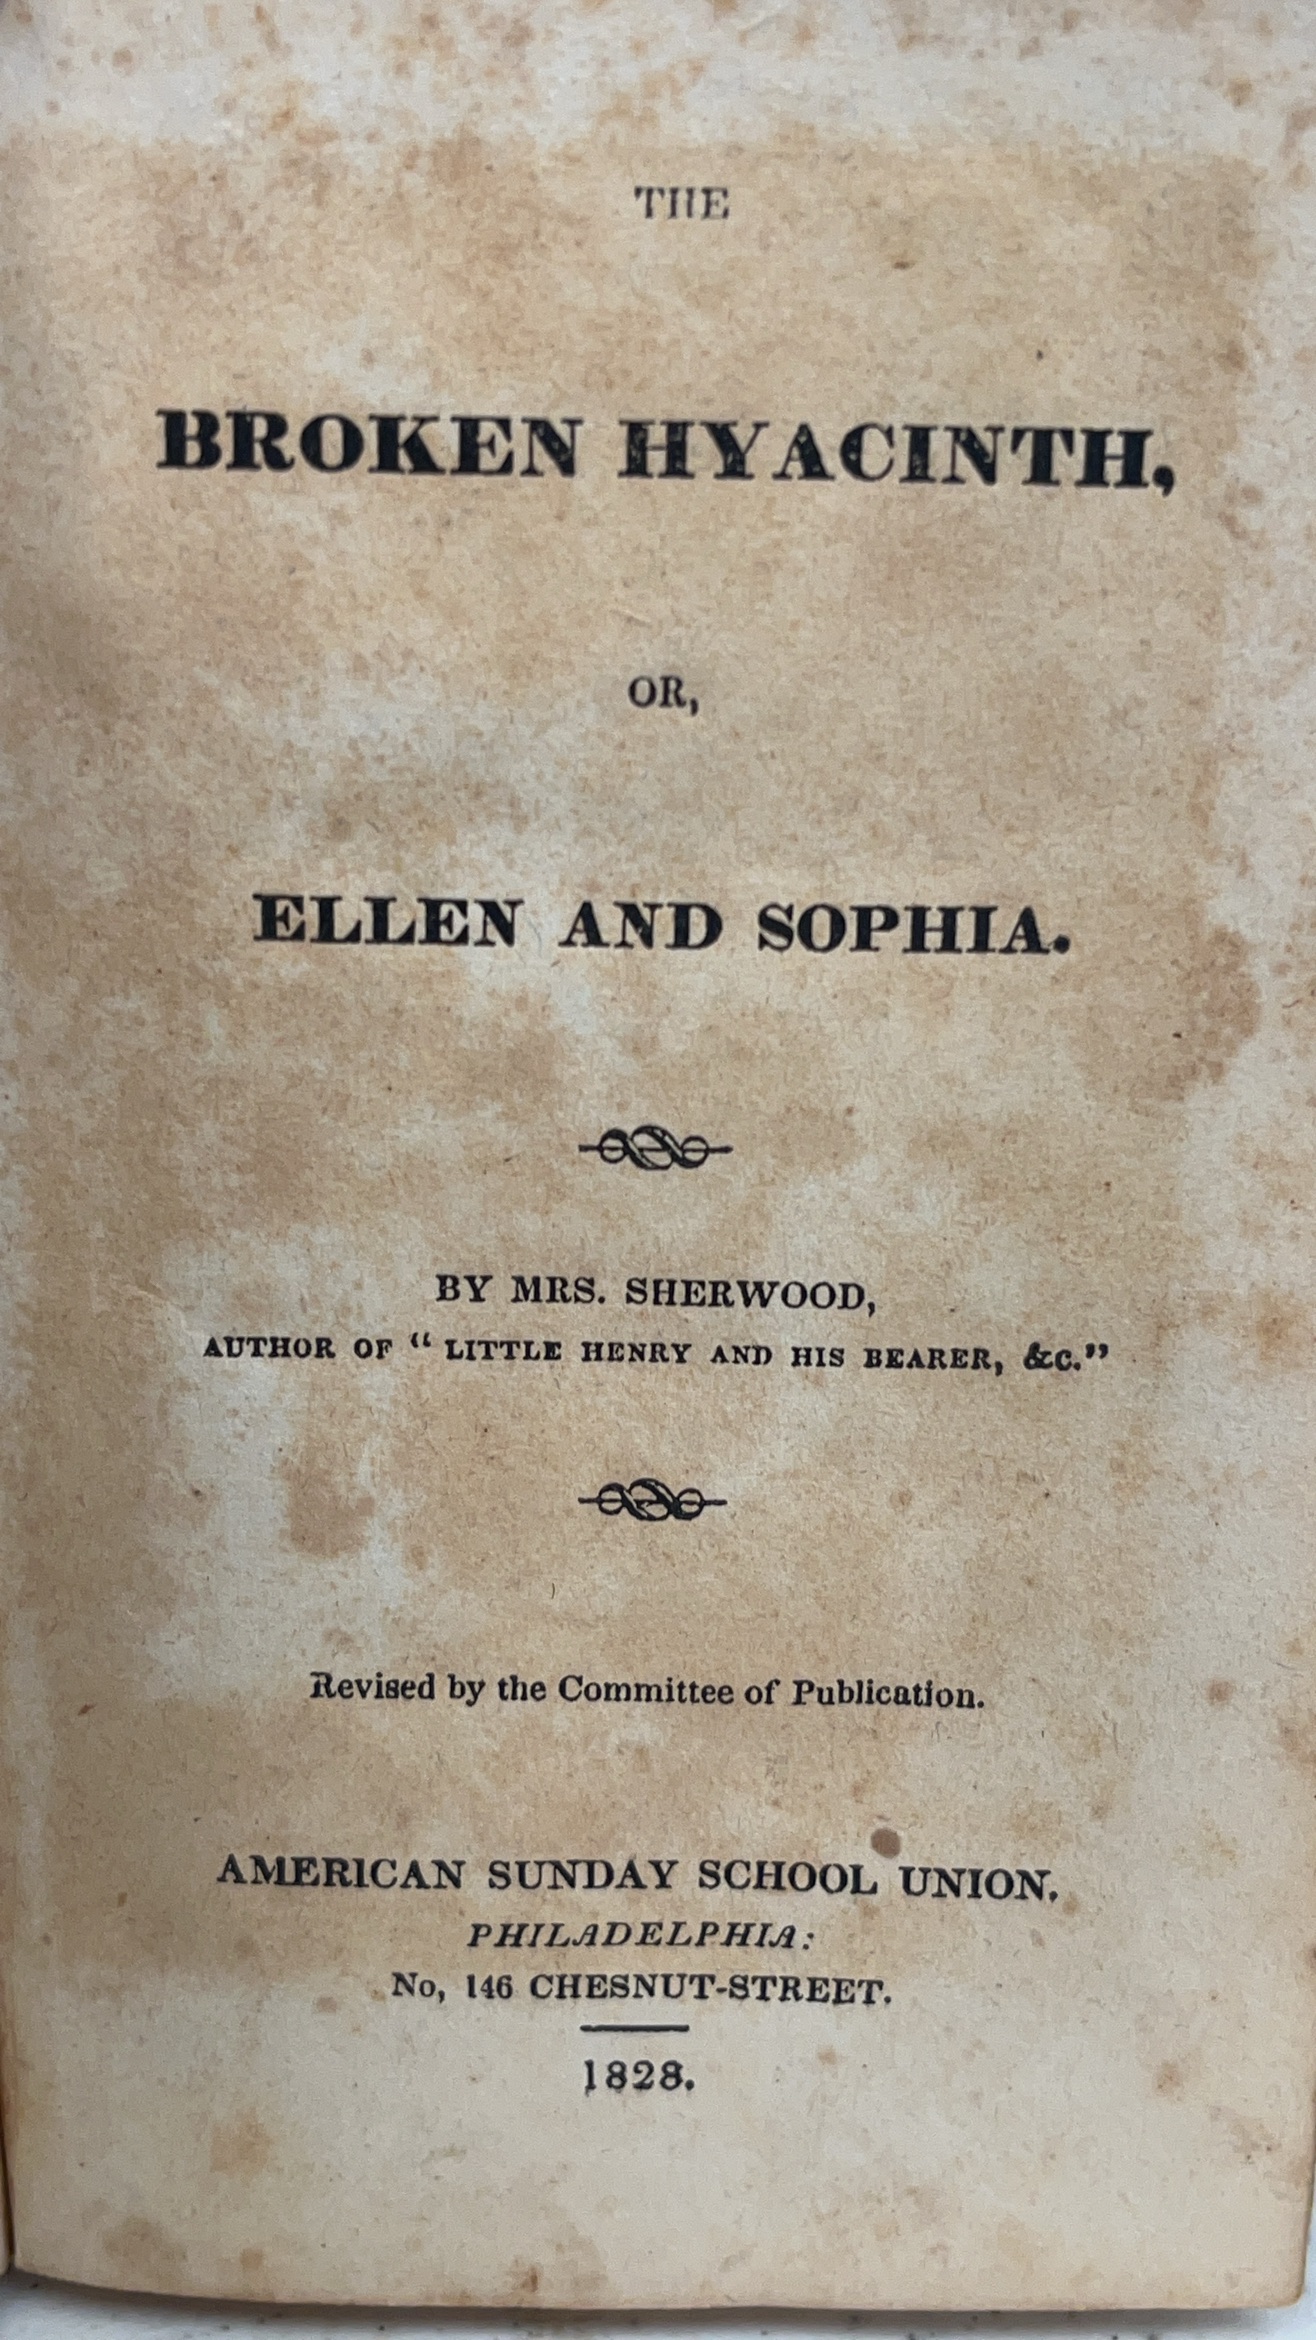 THE
BROKEN HYACINTH,
OR,
ELLEN AND SOPHIA.
BY MRS. SHERWOOD,
AUTHOR OF “ LITTLE HENRY AND HIS BEARER, &c.”
Revised by the Committee of Publication.
AMERICAN SUNDAY SCHOOL UNION.
PHILADELPHIA:
No, 146 CHESNUT-STREET.
1828.